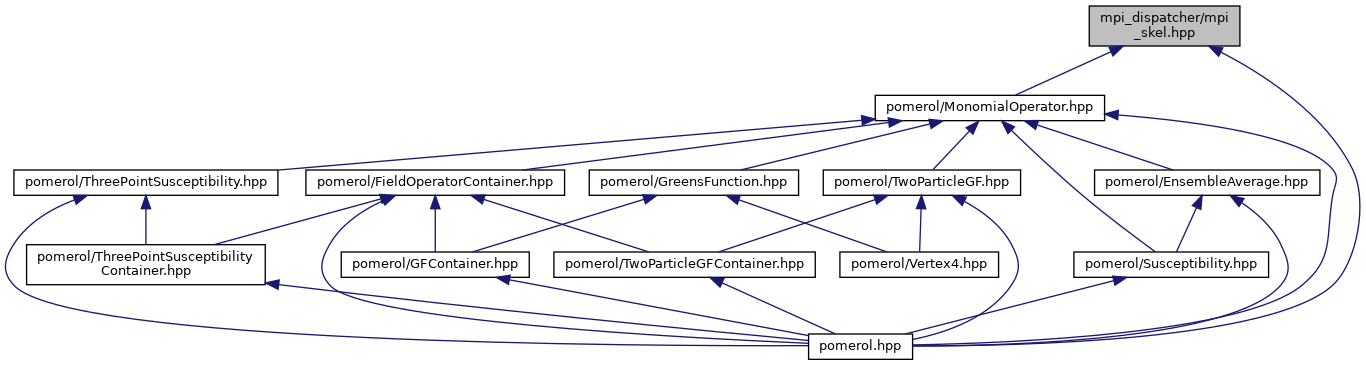 mpi_dispatcher/mpi
_skel.hpp
pomerol/MonomialOperator.hpp
pomerol/ThreePointSusceptibility.hpp
pomerol/FieldOperatorContainer.hpp
pomerol/GreensFunction.hpp
pomerol/TwoParticleGF.hpp
pomerol/EnsembleAverage.hpp
pomerol/ThreePointSusceptibility
Container.hpp
pomerol/GFContainer.hpp
pomerol/TwoParticleGFContainer.hpp
pomerol/Vertex4.hpp
pomerol/Susceptibility.hpp
pomerol.hpp